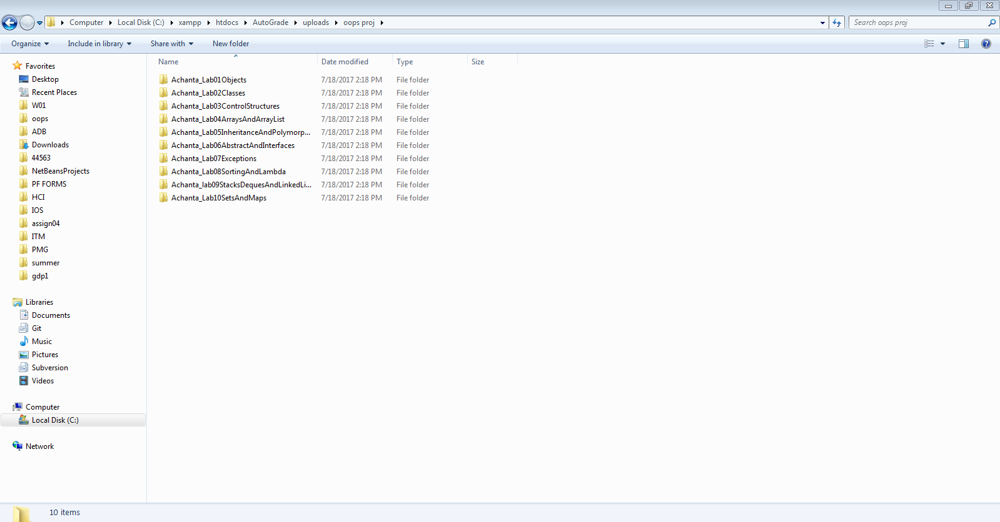 Computer Local Disk (C:) xampp htdocs AutoGrade uploads oops proj Search oops proj
Organize Include in library Share with New folder
Name Date modified Type Size
Favorites
Desktop
Recent Places
W01
oops
ADB
Downloads
44563
NetBeansProjects
PF FORMS
HCI
IOS
assign04
ITM
PMG
summer
gdp1
Libraries
Documents
Git
Music
Pictures
Subversion
Videos
Computer
Local Disk (C:)
Network
Achanta_Lab01Objects 7/18/2017 2:18 PM File folder
Achanta_Lab02Classes 7/18/2017 2:18 PM File folder
Achanta_Lab03ControlStructures 7/18/2017 2:18 PM File folder
Achanta_Lab04ArraysAndArrayList 7/18/2017 2:18 PM File folder
Achanta_Lab05InheritanceAndPolymorp... 7/18/2017 2:18 PM File folder
Achanta_Lab06AbstractAndInterfaces 7/18/2017 2:18 PM File folder
Achanta_Lab07Exceptions 7/18/2017 2:18 PM File folder
Achanta_Lab08SortingAndLambda 7/18/2017 2:18 PM File folder
Achanta_lab09StacksDequesAndLinkedLi... 7/18/2017 2:18 PM File folder
Achanta_Lab10SetsAndMaps 7/18/2017 2:18 PM File folder
10 items